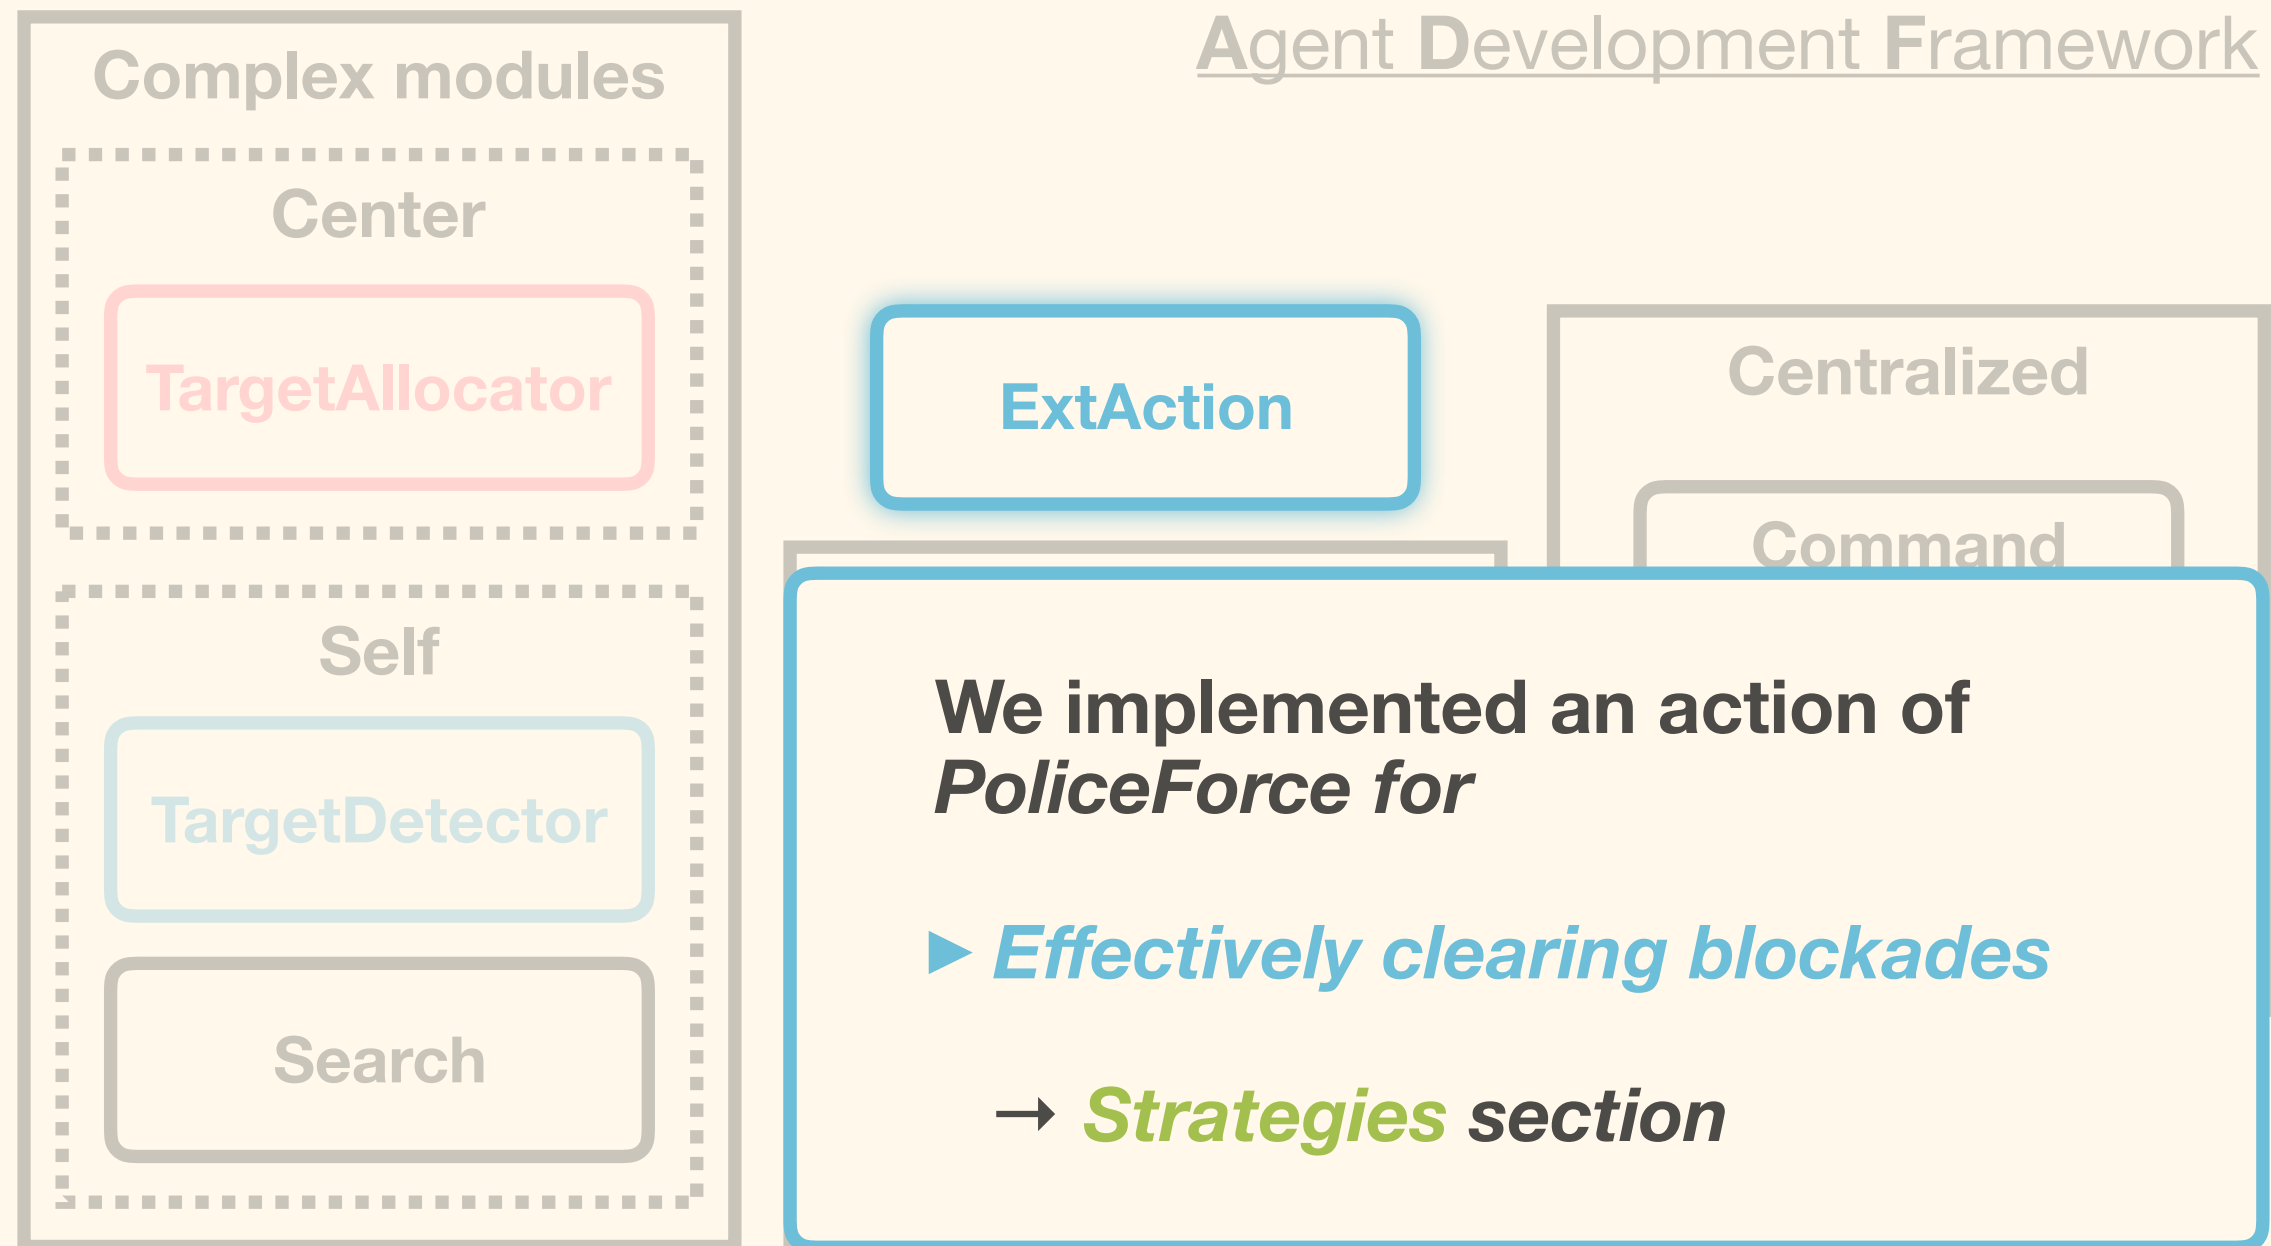 Agent Development Framework
Complex modules
Center
TargetAllocator
Self
TargetDetector
Search
ExtAction
Centralized
Command
We implemented an action of
PoliceForce for
► Effectively clearing blockades
→ Strategies section